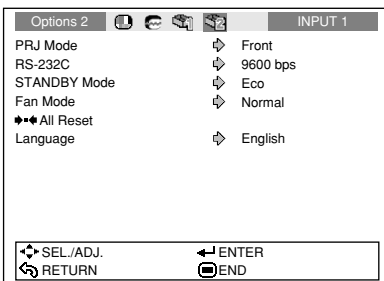 Options 2 INPUT 1
PRJ Mode Front
RS-232C 9600 bps
STANDBY Mode Eco
Fan Mode Normal
All Reset
Language English
SEL./ADJ. ENTER
RETURN END